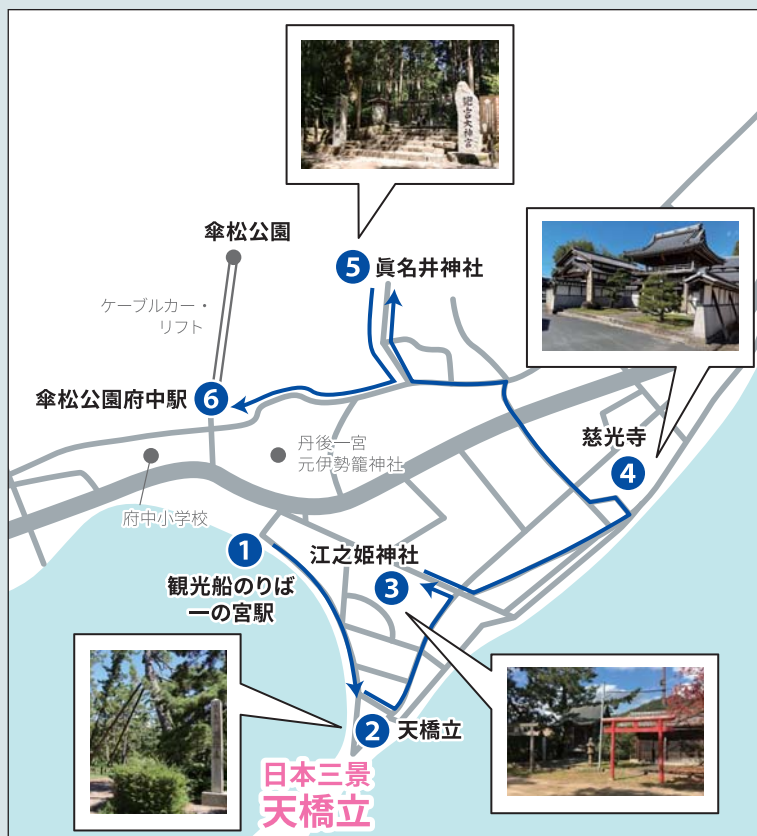 傘松公園
ケーブルカー・
リフト
5 眞名井神社
傘松公園府中駅 6
丹後一宮
元伊勢籠神社
府中小学校
慈光寺
4
1
観光船のりば
一の宮駅
江之姫神社
3
2 天橋立
日本三景
天橋立